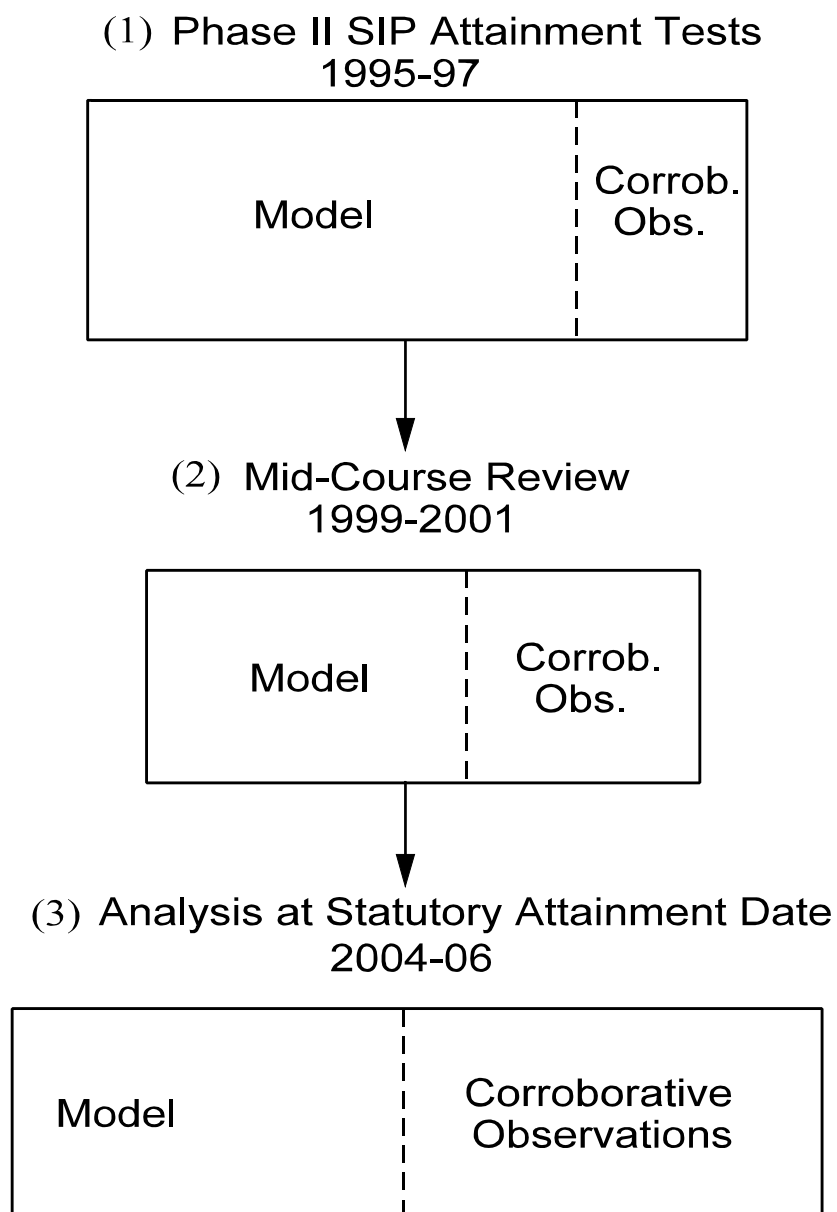 (1) Phase II SIP Attainment Tests
1995-97
Model
Corrob.
Obs.
(2) Mid-Course Review
1999-2001
Model
Corrob.
Obs.
(3) Analysis at Statutory Attainment Date
2004-06
Model
Corroborative
Observations